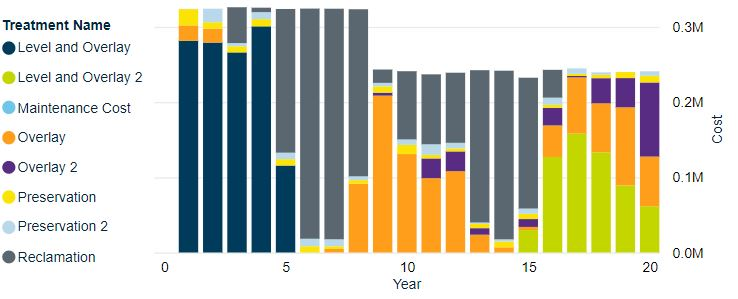 Treatment Name
Level and Overlay
Level and Overlay 2
Maintenance Cost
Overlay
Overlay 2
Preservation
Preservation 2
Reclamation
0.3M
0.2M
0.1M
0.0M
Cost
0 5 10 15 20
Year